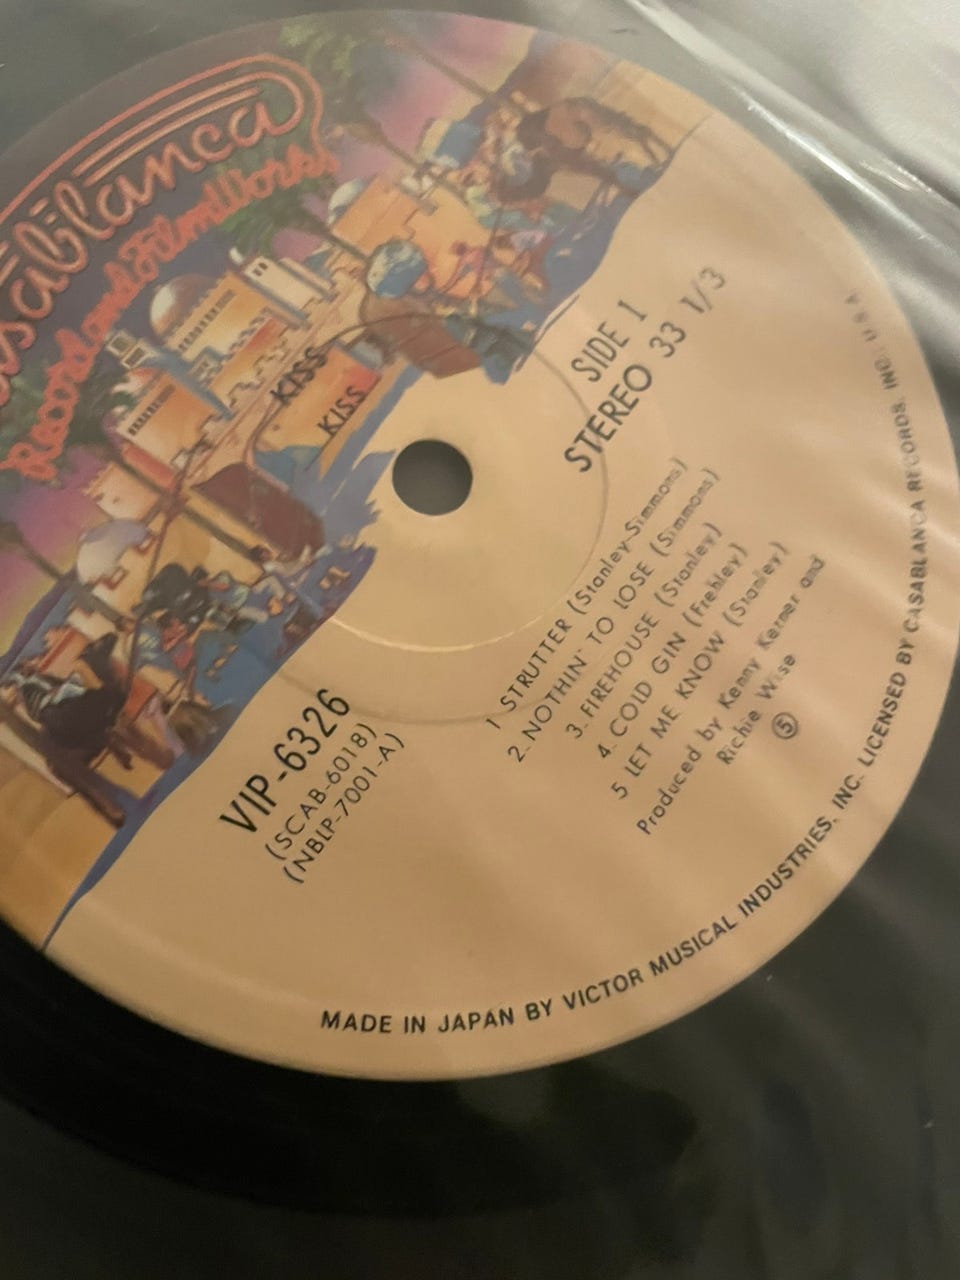 Casablanca
Record and FilmWorks
KISS
KISS
SIDE 1
STEREO 33 1/3
VIP-6326
(SCAB-6018)
(NBLP-7001-A)
1 STRUTTER (Stanley-Simmons)
2. NOTHIN' TO LOSE (Simmons)
3. FIREHOUSE (Stanley)
4. COLD GIN (Frehley)
5 LET ME KNOW (Stanley)
Produced by Kenny Kerner and
Richie Wise
⑤
MADE IN JAPAN BY VICTOR MUSICAL INDUSTRIES, INC. LICENSED BY CASABLANCA RECORDS, INC., U.S.A.